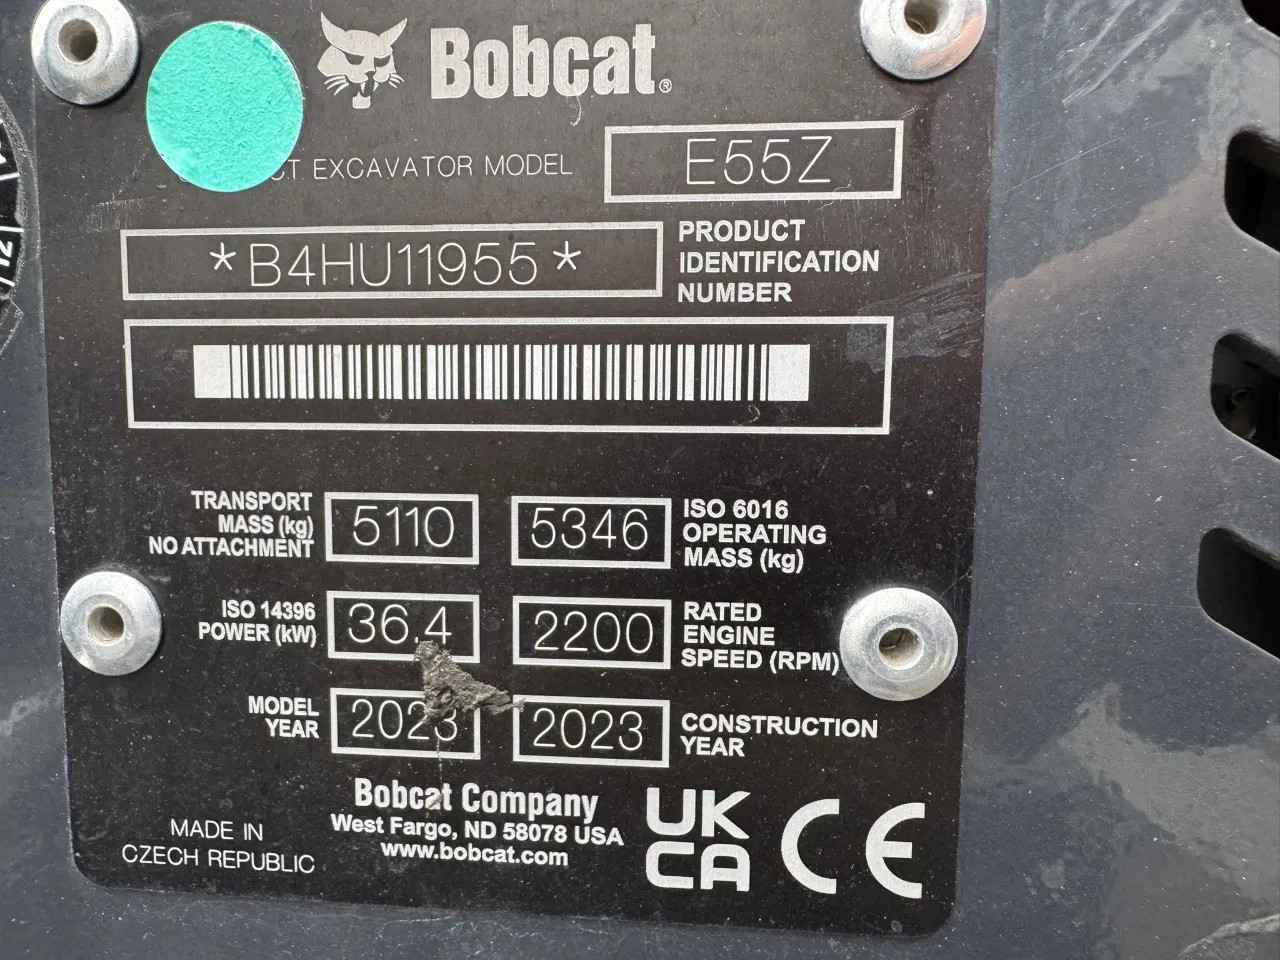 Bobcat®
CT EXCAVATOR MODEL E55Z
*B4HU11955*
PRODUCT
IDENTIFICATION
NUMBER
TRANSPORT
MASS (kg)
NO ATTACHMENT
5110
5346
ISO 6016
OPERATING
MASS (kg)
ISO 14396
POWER (kW)
36.4
2200
RATED
ENGINE
SPEED (RPM)
MODEL
YEAR
2023
2023
CONSTRUCTION
YEAR
Bobcat Company
West Fargo, ND 58078 USA
www.bobcat.com
MADE IN
CZECH REPUBLIC
UK
CA
CE
12